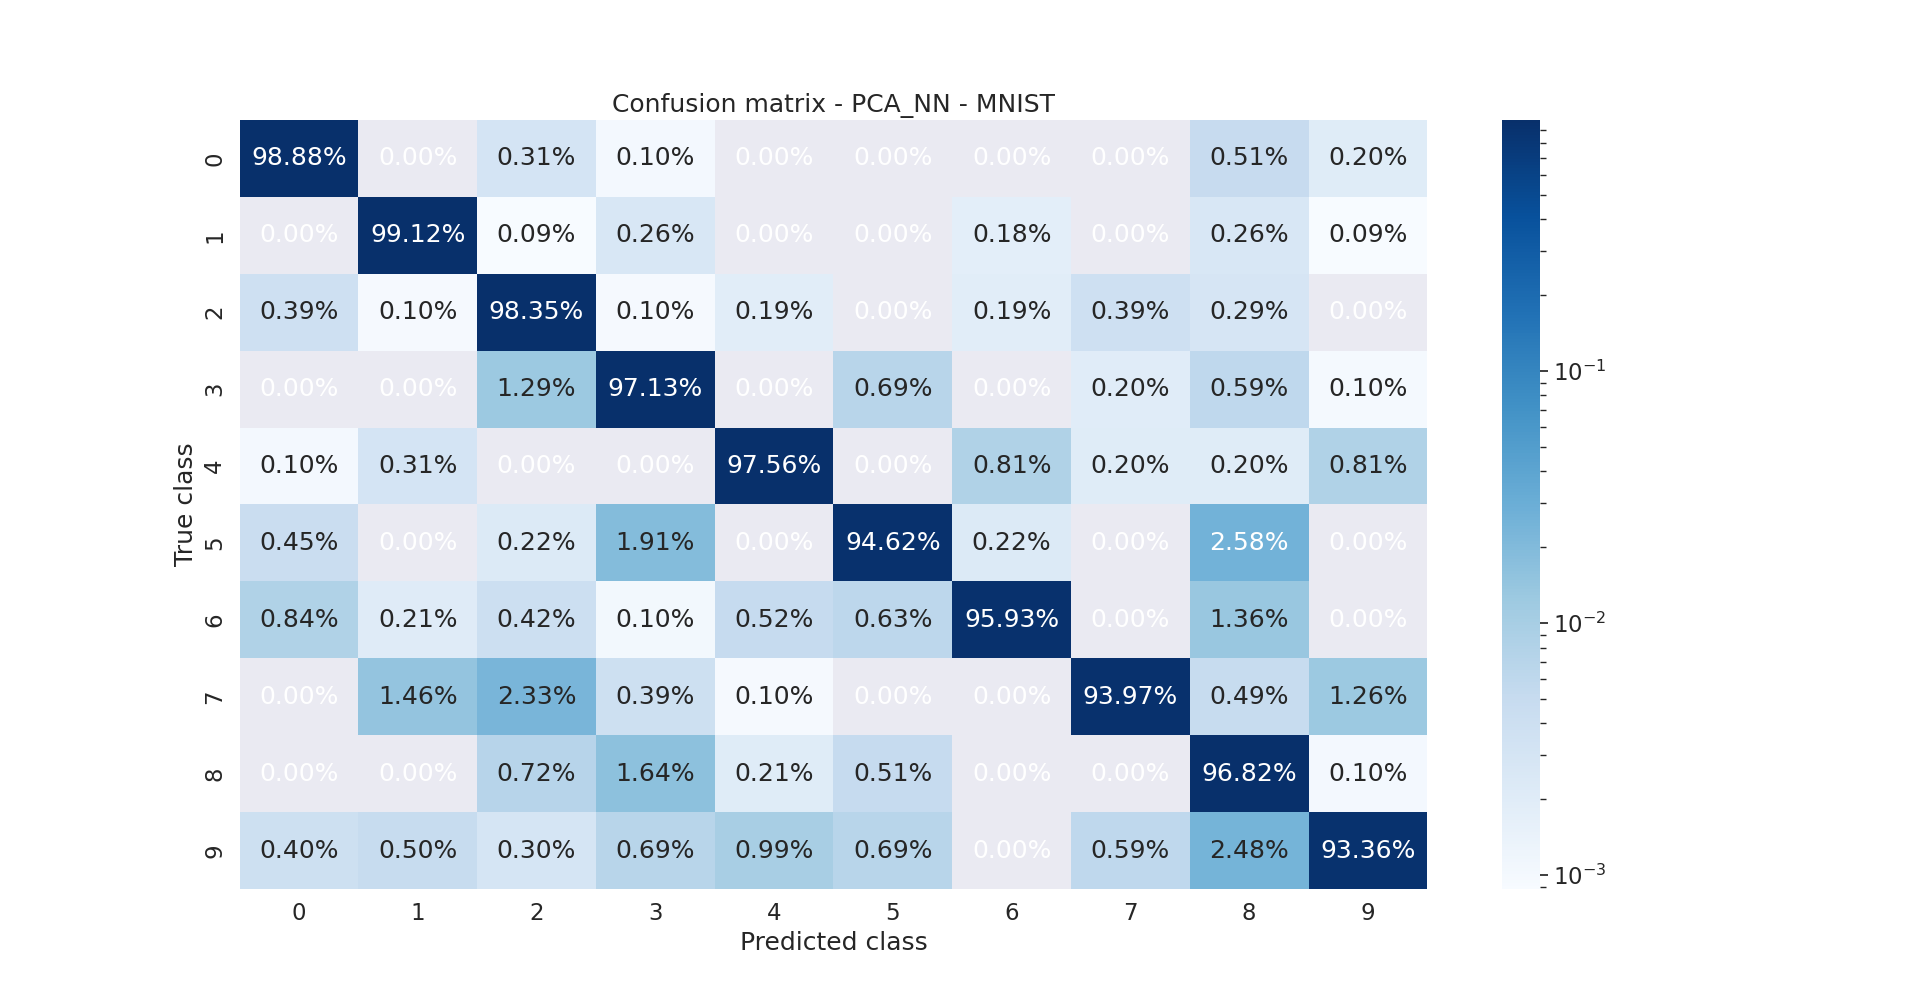 Confusion matrix - PCA_NN - MNIST
0 98.88% 0.00% 0.31% 0.10% 0.00% 0.00% 0.00% 0.00% 0.51% 0.20%
1 0.00% 99.12% 0.09% 0.26% 0.00% 0.00% 0.18% 0.00% 0.26% 0.09%
2 0.39% 0.10% 98.35% 0.10% 0.19% 0.00% 0.19% 0.39% 0.29% 0.00%
3 0.00% 0.00% 1.29% 97.13% 0.00% 0.69% 0.00% 0.20% 0.59% 0.10%
4 0.10% 0.31% 0.00% 0.00% 97.56% 0.00% 0.81% 0.20% 0.20% 0.81%
5 0.45% 0.00% 0.22% 1.91% 0.00% 94.62% 0.22% 0.00% 2.58% 0.00%
6 0.84% 0.21% 0.42% 0.10% 0.52% 0.63% 95.93% 0.00% 1.36% 0.00%
7 0.00% 1.46% 2.33% 0.39% 0.10% 0.00% 0.00% 93.97% 0.49% 1.26%
8 0.00% 0.00% 0.72% 1.64% 0.21% 0.51% 0.00% 0.00% 96.82% 0.10%
9 0.40% 0.50% 0.30% 0.69% 0.99% 0.69% 0.00% 0.59% 2.48% 93.36%
0 1 2 3 4 5 6 7 8 9
Predicted class
True class
10⁻¹
10⁻²
10⁻³